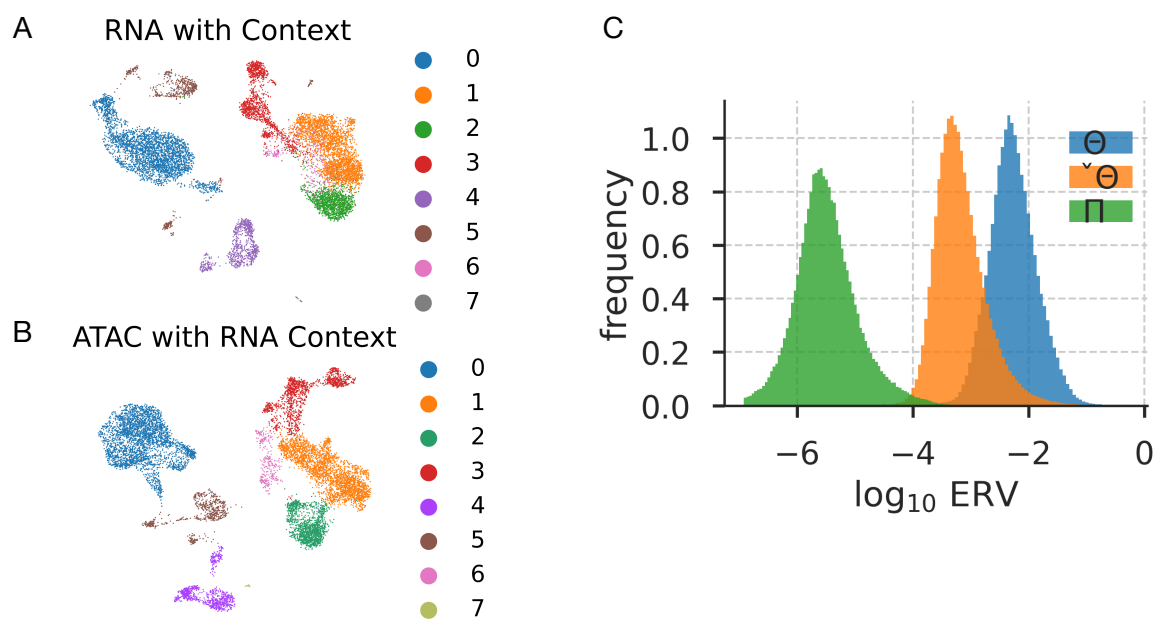 A
RNA with Context
0
1
2
3
4
5
6
7
B
ATAC with RNA Context
0
1
2
3
4
5
6
7
C
frequency
1.0
0.8
0.6
0.4
0.2
0.0
Θ
ˇΘ
Π
−6
−4
−2
0
log₁₀ ERV